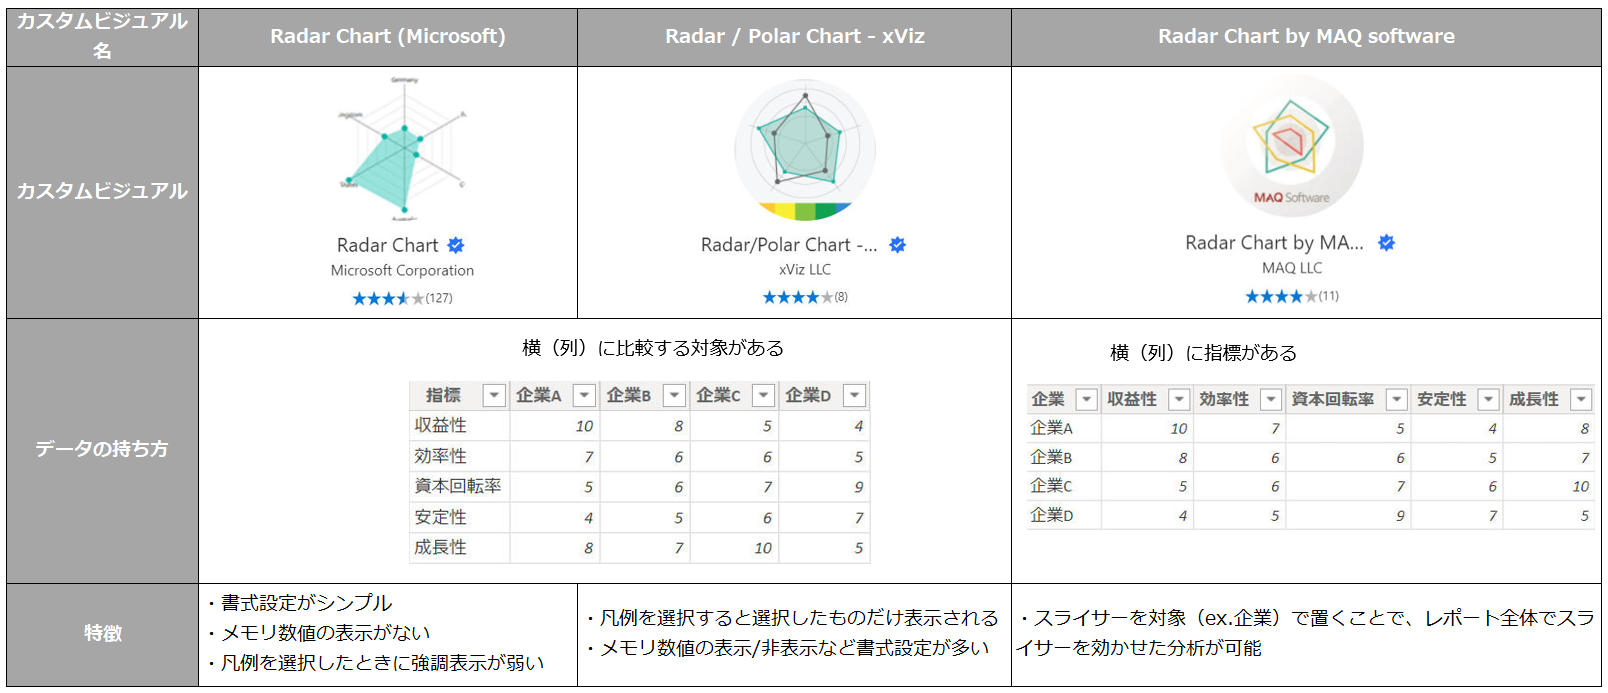 カスタムビジュアル
名
Radar Chart (Microsoft)
Radar / Polar Chart - xViz
Radar Chart by MAQ software
カスタムビジュアル
Germany
Radar Chart
Microsoft Corporation
(127)
Radar/Polar Chart -...
xViz LLC
(8)
MAQ Software
Radar Chart by MA...
MAQ LLC
(11)
データの持ち方
横（列）に比較する対象がある
指標 企業A 企業B 企業C 企業D
収益性 10 8 5 4
効率性 7 6 6 5
資本回転率 5 6 7 9
安定性 4 5 6 7
成長性 8 7 10 5
横（列）に指標がある
企業 収益性 効率性 資本回転率 安定性 成長性
企業A 10 7 5 4 8
企業B 8 6 6 5 7
企業C 5 6 7 6 10
企業D 4 5 9 7 5
特徴
・書式設定がシンプル
・メモリ数値の表示がない
・凡例を選択したときに強調表示が弱い
・凡例を選択すると選択したものだけ表示される
・メモリ数値の表示/非表示など書式設定が多い
・スライサーを対象（ex.企業）で置くことで、レポート全体でスラ
イサーを効かせた分析が可能